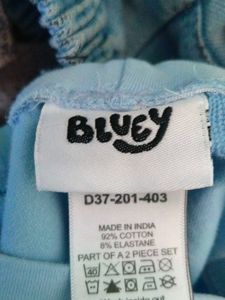 BLUEY
D37-201-403
MADE IN INDIA
92% COTTON
8% ELASTANE
PART OF A 2 PIECE SET
40